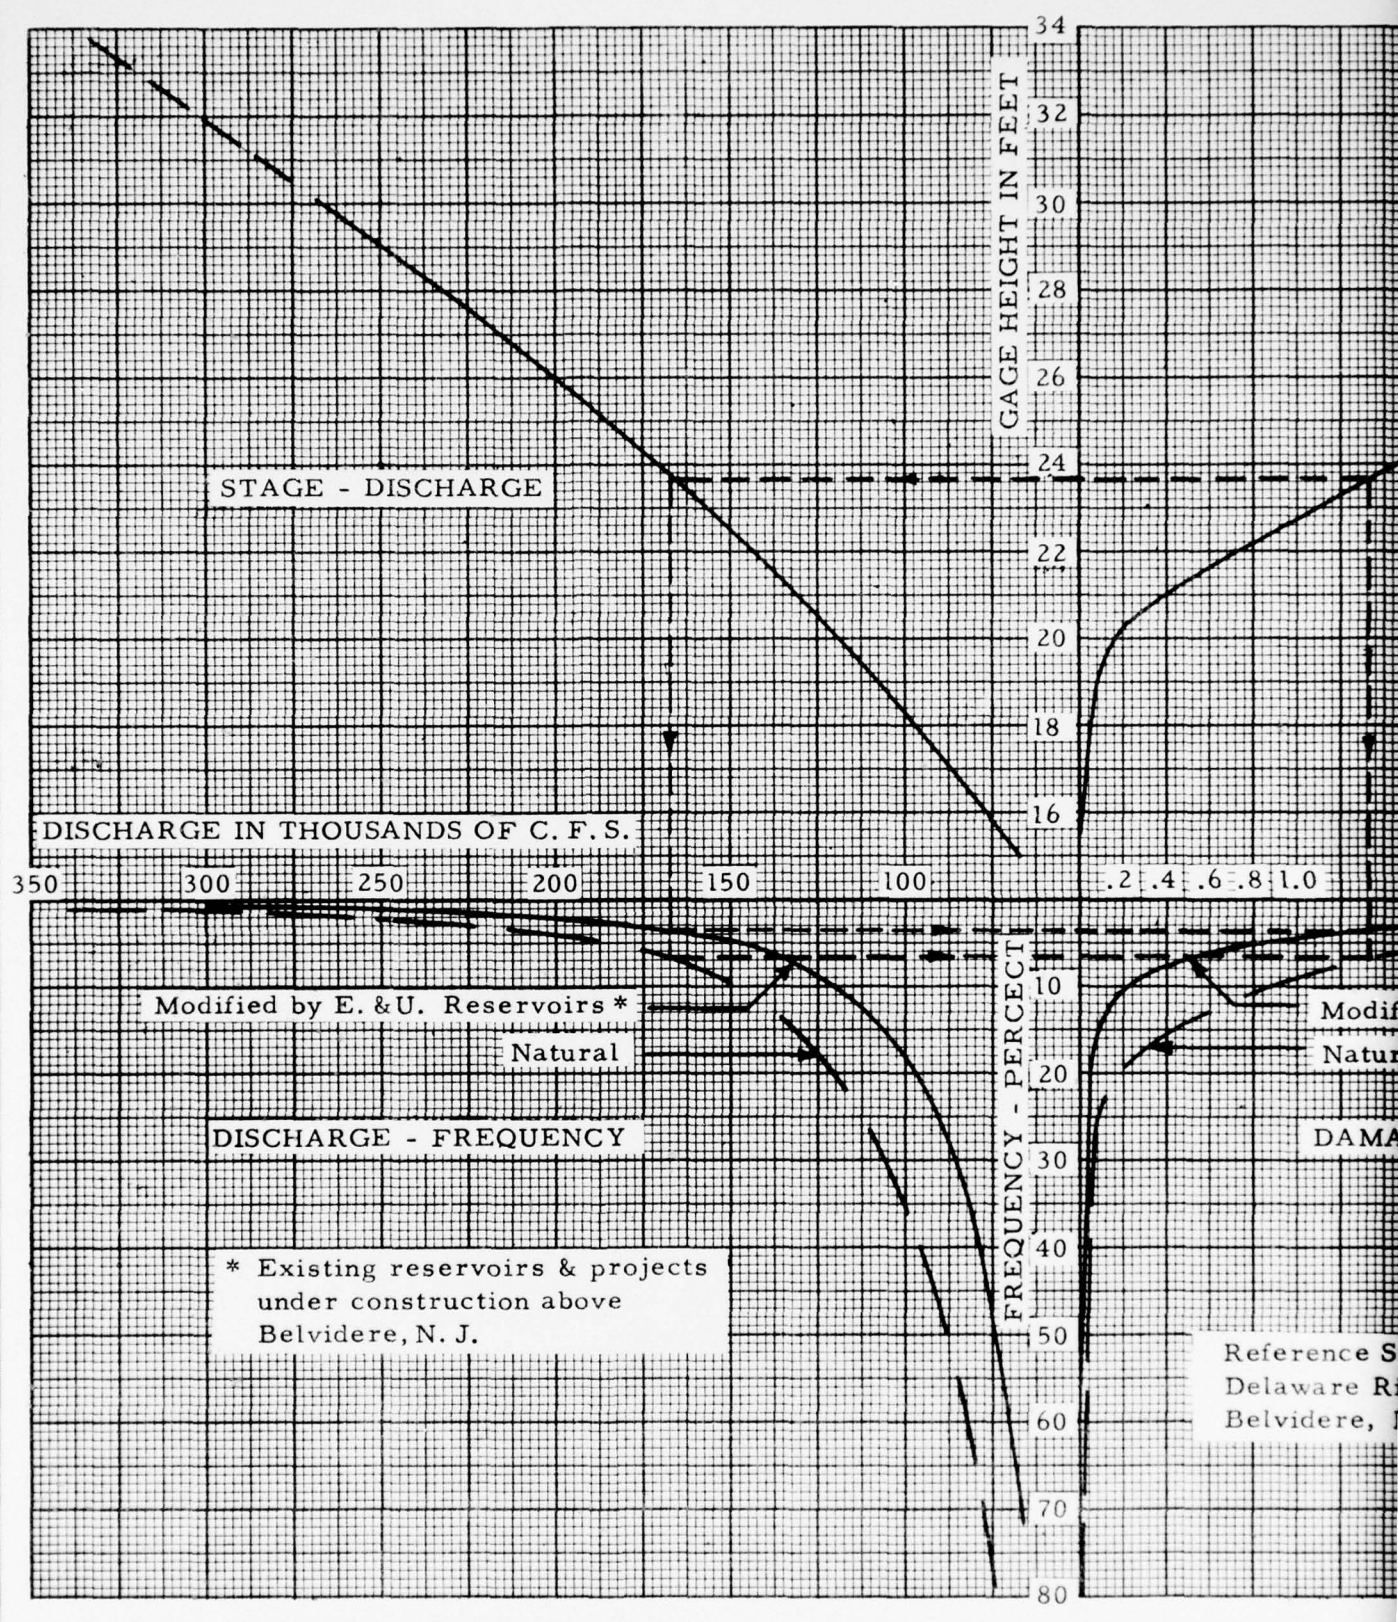 34
GAGE HEIGHT IN FEET
32
30
28
26
24
STAGE - DISCHARGE
22
20
18
16
DISCHARGE IN THOUSANDS OF C. F. S.
350 300 250 200 150 100 .2 .4 .6 .8 1.0
FREQUENCY - PERCECT
10
Modified by E. & U. Reservoirs *
Modif
Natural
Natur
20
DISCHARGE - FREQUENCY
DAMA
30
40
* Existing reservoirs & projects
under construction above
Belvidere, N. J.
50
Reference S
Delaware Ri
Belvidere,
60
70
80